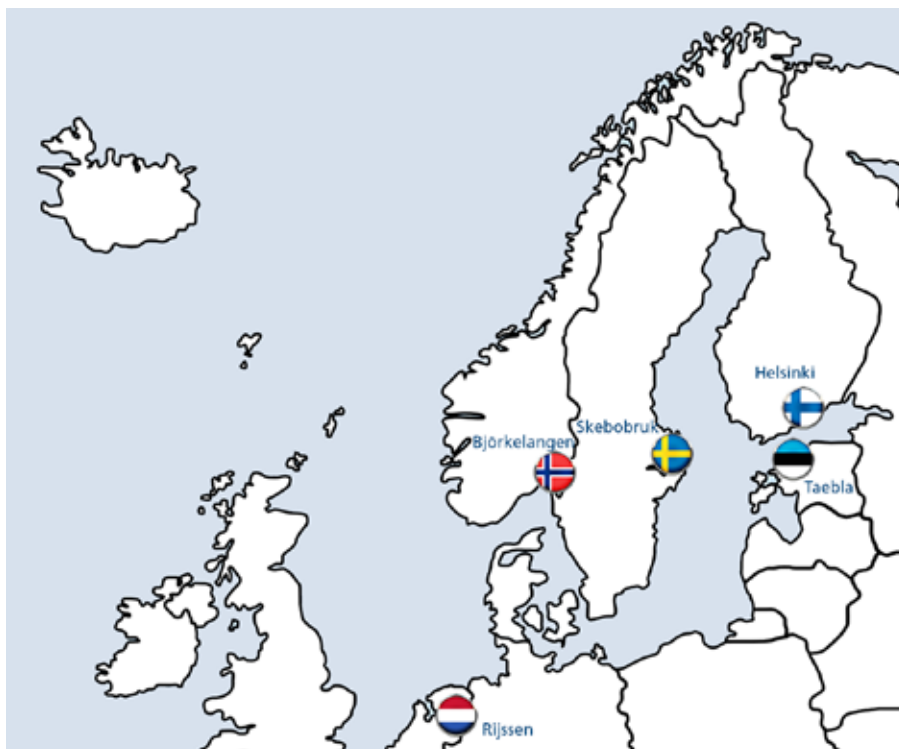 Helsinki
Skebobruk
Björkelangen
Taebla
Rijssen